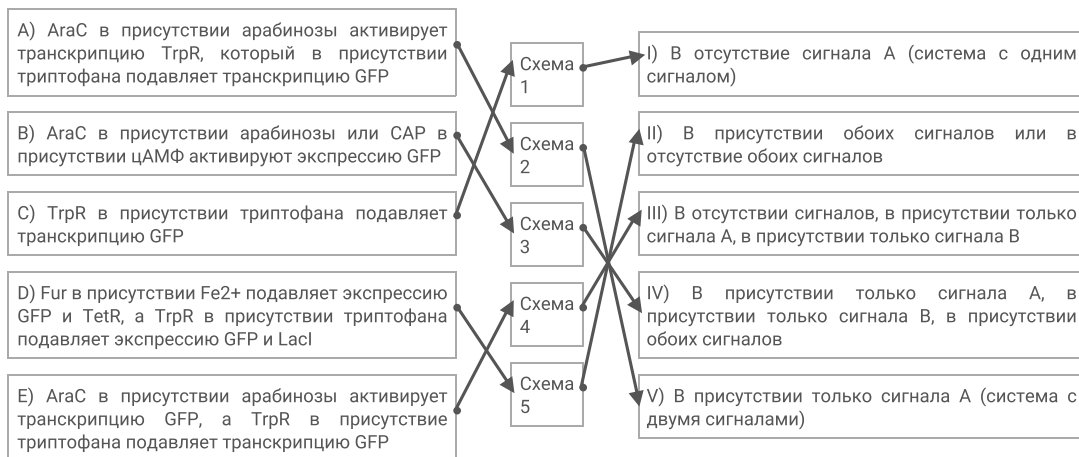 A) AraC в присутствии арабинозы активирует
транскрипцию TrpR, который в присутствии
триптофана подавляет транскрипцию GFP
B) AraC в присутствии арабинозы или CAP в
присутствии цАМФ активируют экспрессию GFP
C) TrpR в присутствии триптофана подавляет
транскрипцию GFP
D) Fur в присутствии Fe2+ подавляет экспрессию
GFP и TetR, а TrpR в присутствии триптофана
подавляет экспрессию GFP и LacI
E) AraC в присутствии арабинозы активирует
транскрипцию GFP, а TrpR в присутствие
триптофана подавляет транскрипцию GFP
Схема
1
Схема
2
Схема
3
Схема
4
Схема
5
I) В отсутствие сигнала А (система с одним
сигналом)
II) В присутствии обоих сигналов или в
отсутствие обоих сигналов
III) В отсутствии сигналов, в присутствии только
сигнала А, в присутствии только сигнала В
IV) В присутствии только сигнала А, в
присутствии только сигнала В, в присутствии
обоих сигналов
V) В присутствии только сигнала А (система с
двумя сигналами)